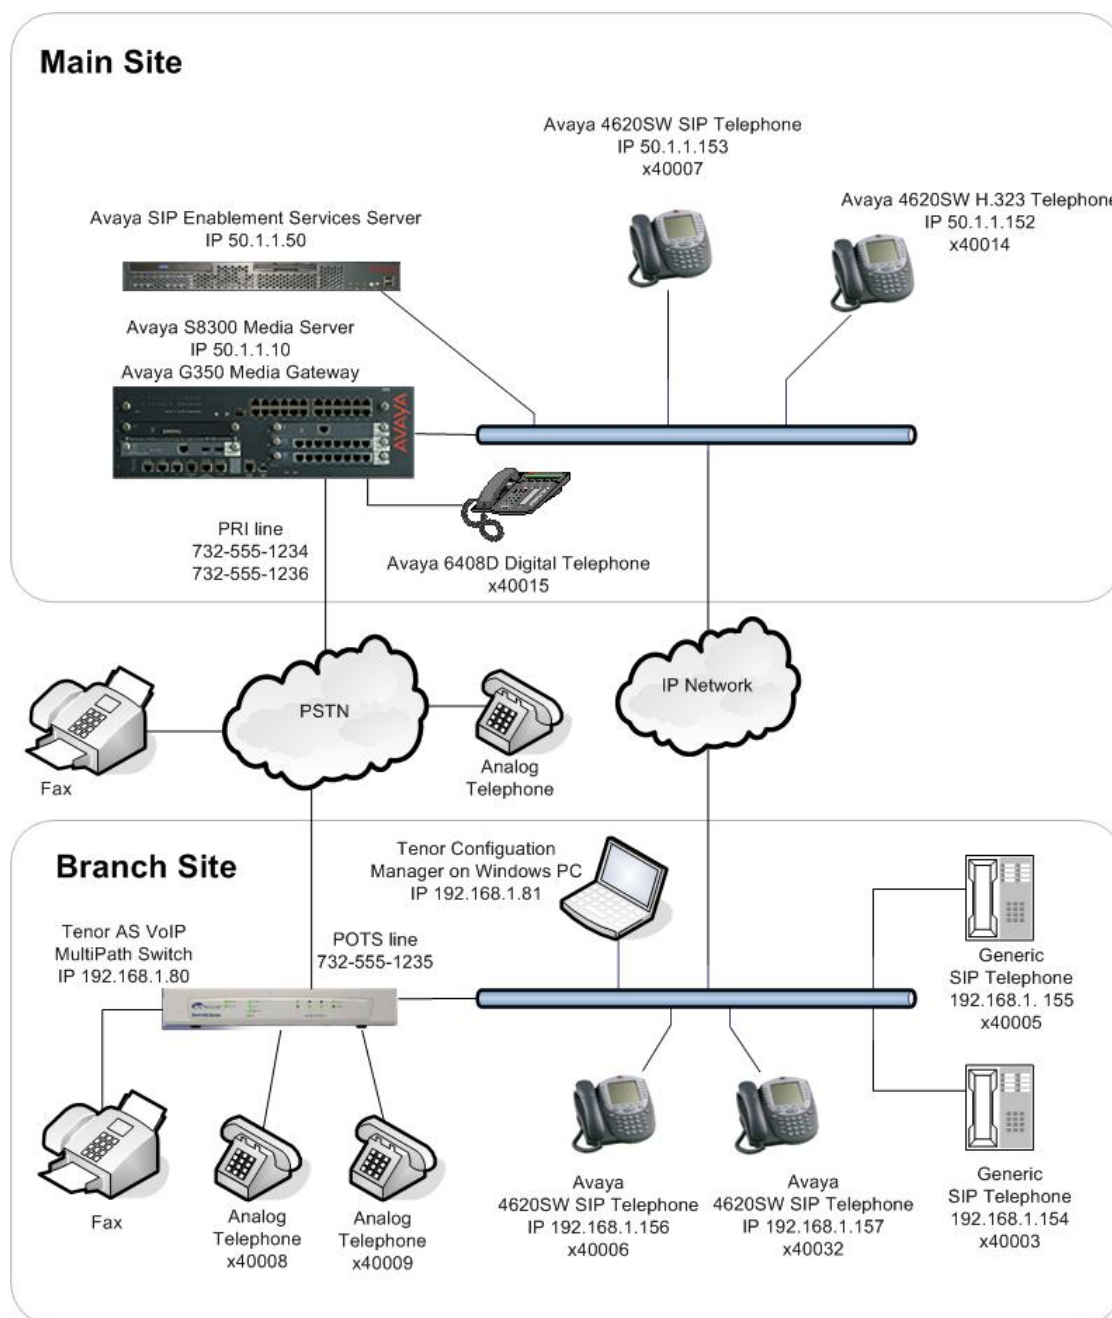 Main Site
Avaya 4620SW SIP Telephone
IP 50.1.1.153
x40007
Avaya 4620SW H.323 Telephone
IP 50.1.1.152
x40014
Avaya SIP Enablement Services Server
IP 50.1.1.50
Avaya S8300 Media Server
IP 50.1.1.10
Avaya G350 Media Gateway
AVAYA
PRI line
732-555-1234
732-555-1236
Avaya 6408D Digital Telephone
x40015
PSTN
IP Network
Fax
Analog
Telephone
Branch Site
Tenor Configuation
Manager on Windows PC
IP 192.168.1.81
Tenor AS VoIP
MultiPath Switch
IP 192.168.1.80
POTS line
732-555-1235
Generic
SIP Telephone
192.168.1. 155
x40005
Fax
Analog
Telephone
x40008
Analog
Telephone
x40009
Avaya
4620SW SIP Telephone
IP 192.168.1.156
x40006
Avaya
4620SW SIP Telephone
IP 192.168.1.157
x40032
Generic
SIP Telephone
192.168.1.154
x40003